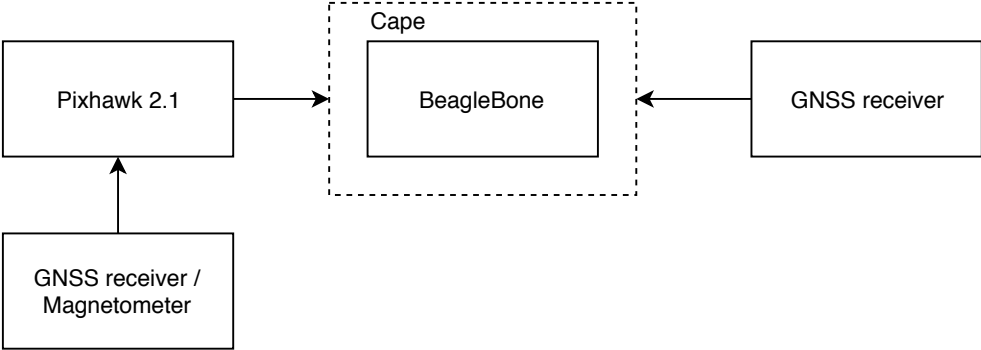 Cape
Pixhawk 2.1
BeagleBone
GNSS receiver
GNSS receiver /
Magnetometer